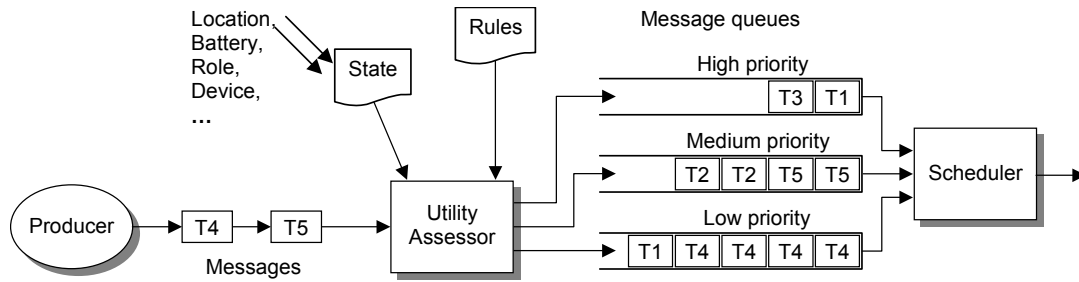 Location,
Battery,
Role,
Device,
...
State
Rules
Message queues
High priority
T3 T1
Medium priority
T2 T2 T5 T5
Low priority
T1 T4 T4 T4 T4
Scheduler
Producer
T4
T5
Messages
Utility
Assessor